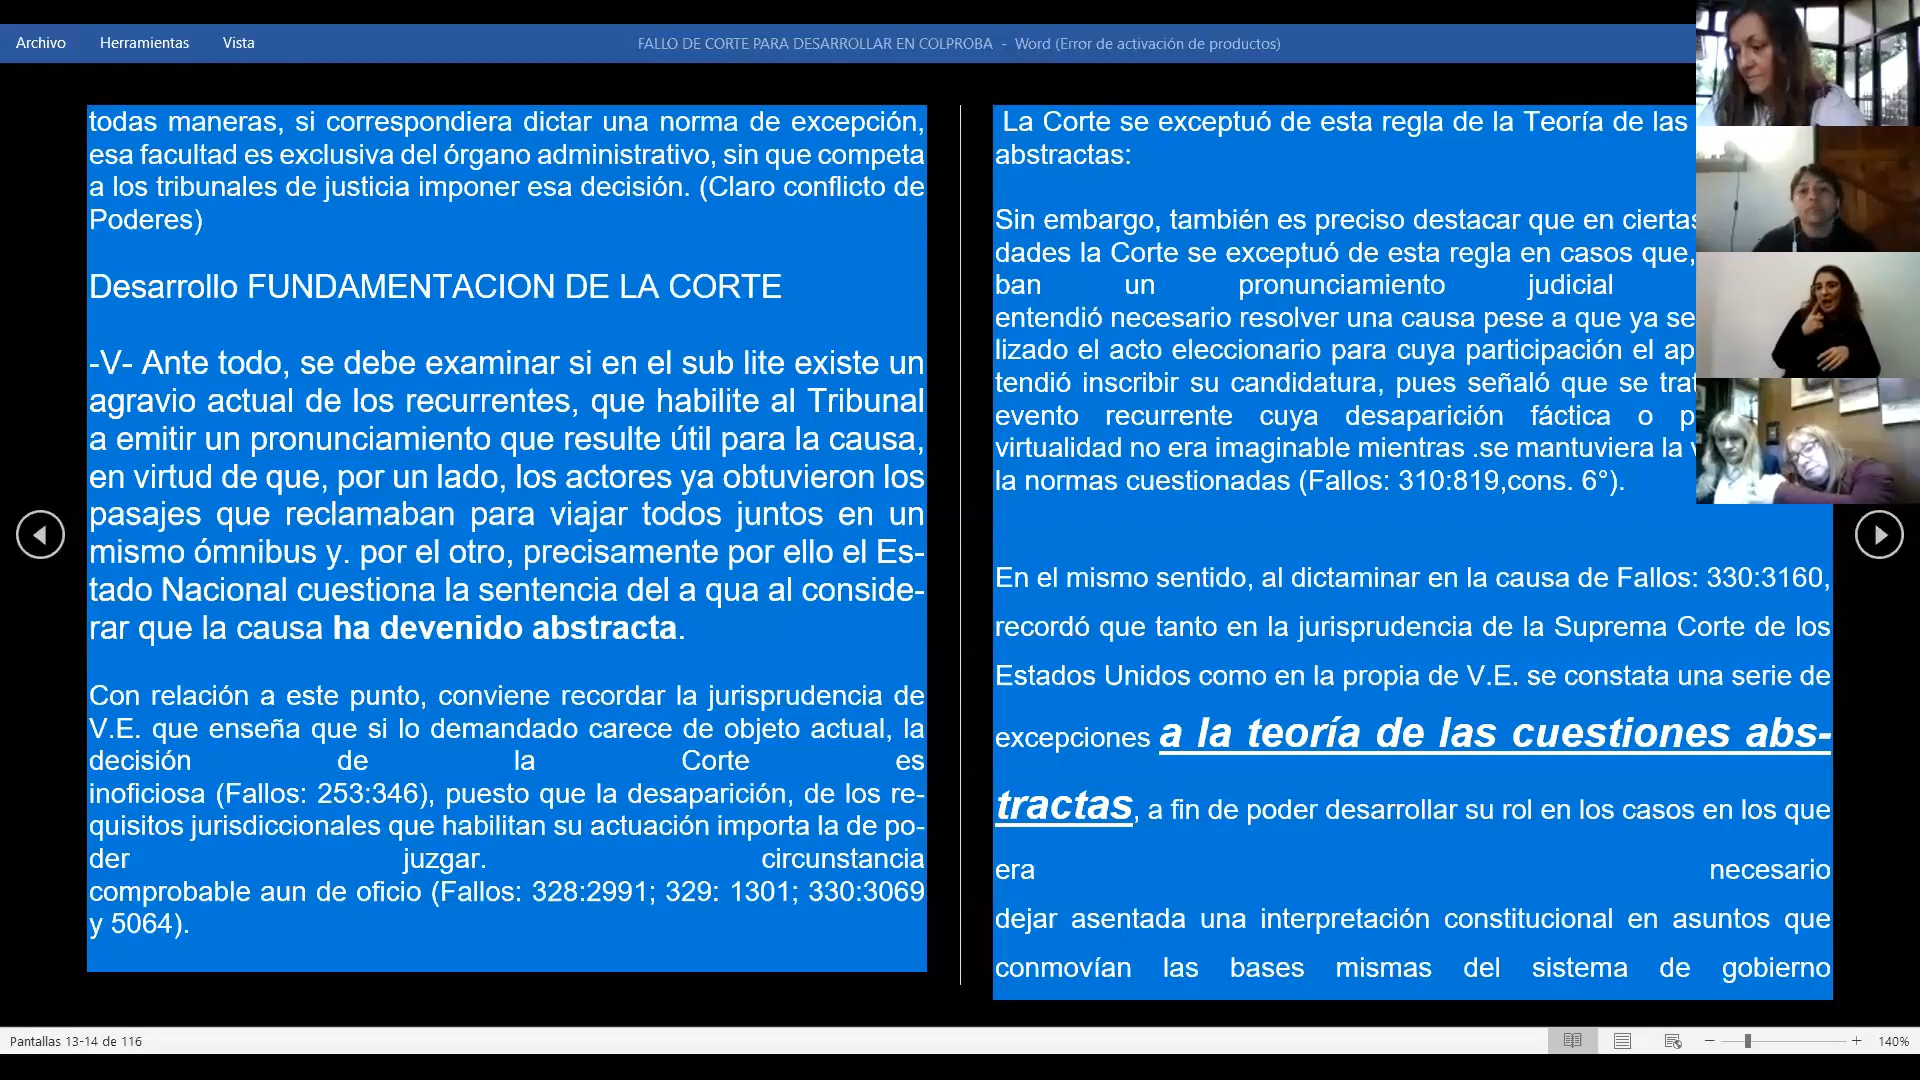 Archivo Herramientas Vista
FALLO DE CORTE PARA DESARROLLAR EN COLPROBA - Word (Error de activación de productos)
todas maneras, si correspondiera dictar una norma de excepción,
esa facultad es exclusiva del órgano administrativo, sin que competa
a los tribunales de justicia imponer esa decisión. (Claro conflicto de
Poderes)
Desarrollo FUNDAMENTACION DE LA CORTE
-V- Ante todo, se debe examinar si en el sub lite existe un
agravio actual de los recurrentes, que habilite al Tribunal
a emitir un pronunciamiento que resulte útil para la causa,
en virtud de que, por un lado, los actores ya obtuvieron los
pasajes que reclamaban para viajar todos juntos en un
mismo ómnibus y. por el otro, precisamente por ello el Es-
tado Nacional cuestiona la sentencia del a qua al conside-
rar que la causa ha devenido abstracta.
Con relación a este punto, conviene recordar la jurisprudencia de
V.E. que enseña que si lo demandado carece de objeto actual, la
decisión de la Corte es
inoficiosa (Fallos: 253:346), puesto que la desaparición, de los re-
quisitos jurisdiccionales que habilitan su actuación importa la de po-
der juzgar. circunstancia
comprobable aun de oficio (Fallos: 328:2991; 329: 1301; 330:3069
y 5064).
La Corte se exceptuó de esta regla de la Teoría de las
abstractas:
Sin embargo, también es preciso destacar que en ciertas
dades la Corte se exceptuó de esta regla en casos que,
ban un pronunciamiento judicial
entendió necesario resolver una causa pese a que ya se
lizado el acto eleccionario para cuya participación el ap
tendió inscribir su candidatura, pues señaló que se trat
evento recurrente cuya desaparición fáctica o p
virtualidad no era imaginable mientras .se mantuviera la v
la normas cuestionadas (Fallos: 310:819,cons. 6°).
En el mismo sentido, al dictaminar en la causa de Fallos: 330:3160,
recordó que tanto en la jurisprudencia de la Suprema Corte de los
Estados Unidos como en la propia de V.E. se constata una serie de
excepciones a la teoría de las cuestiones abs-
tractas, a fin de poder desarrollar su rol en los casos en los que
era necesario
dejar asentada una interpretación constitucional en asuntos que
conmovían las bases mismas del sistema de gobierno
Pantallas 13-14 de 116
140%